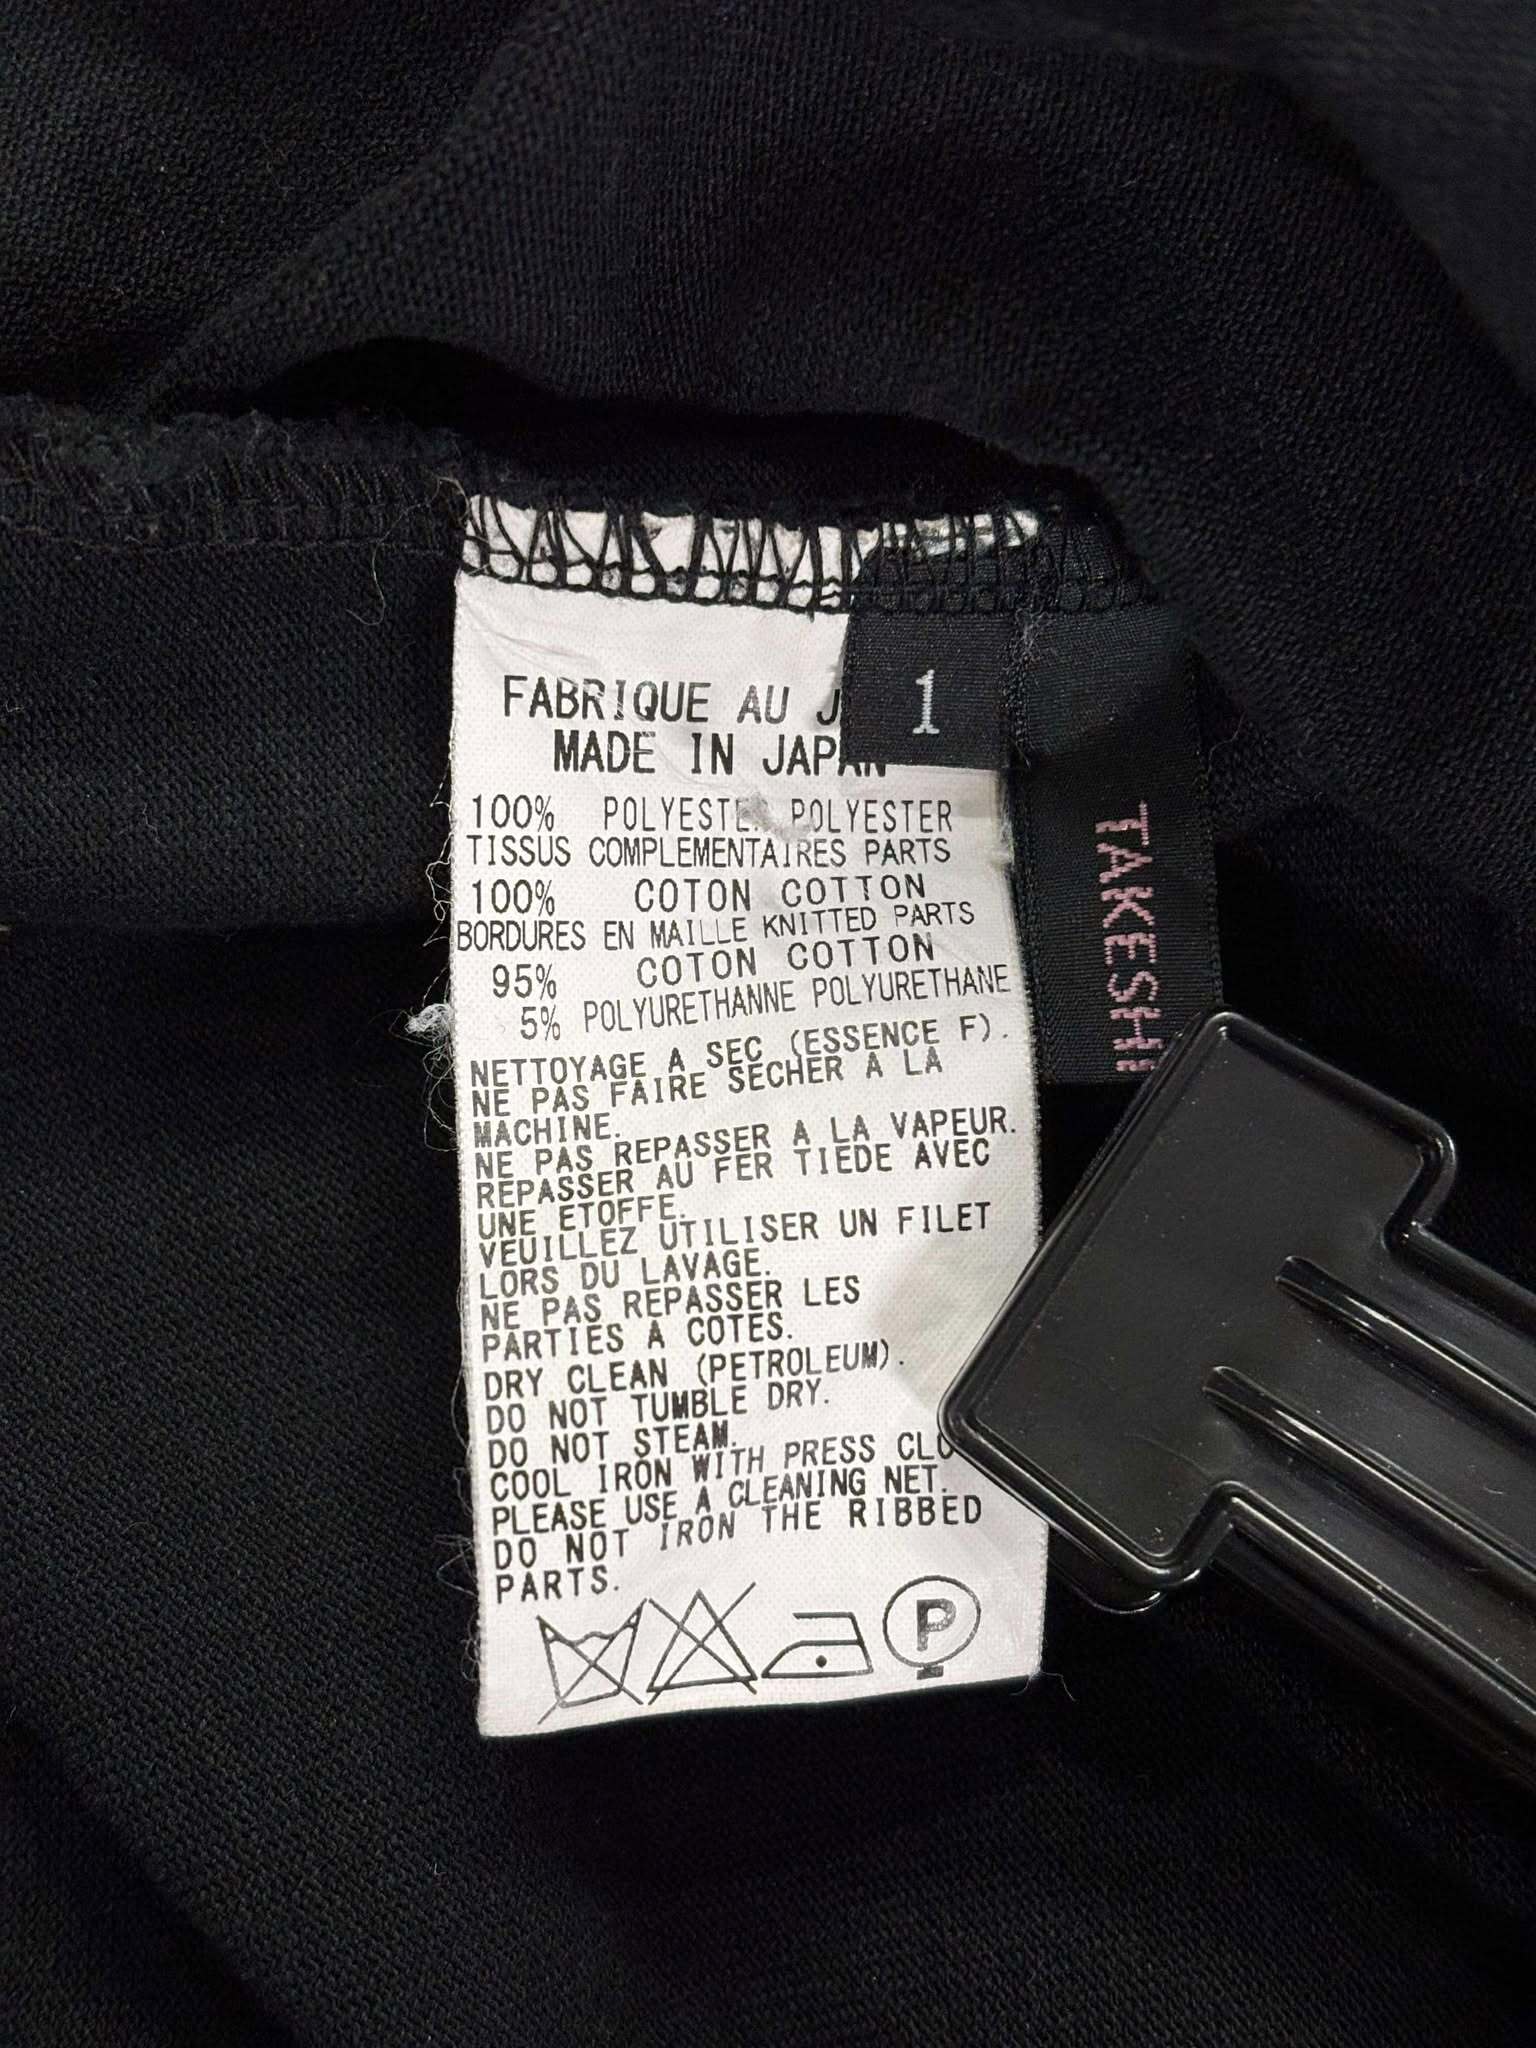 FABRIQUE AU
1
MADE IN JAPAN
100% POLYESTER POLYESTER
TISSUS COMPLEMENTAIRES PARTS
100% COTON COTTON
BORDURES EN MAILLE KNITTED PARTS
95% COTON COTTON
5% POLYURETHANNE POLYURETHANE
NETTOYAGE A SEC (ESSENCE F).
NE PAS FAIRE SECHER A LA
MACHINE.
NE PAS REPASSER A LA VAPEUR.
REPASSER AU FER TIEDE AVEC
UNE ETOFFE.
VEUILLEZ UTILISER UN FILET
LORS DU LAVAGE.
NE PAS REPASSER LES
PARTIES A COTES.
DRY CLEAN (PETROLEUM).
DO NOT TUMBLE DRY.
DO NOT STEAM.
COOL IRON WITH PRESS
PLEASE USE A CLEANING NET.
DO NOT IRON THE RIBBED
PARTS.
P
TAKESHI